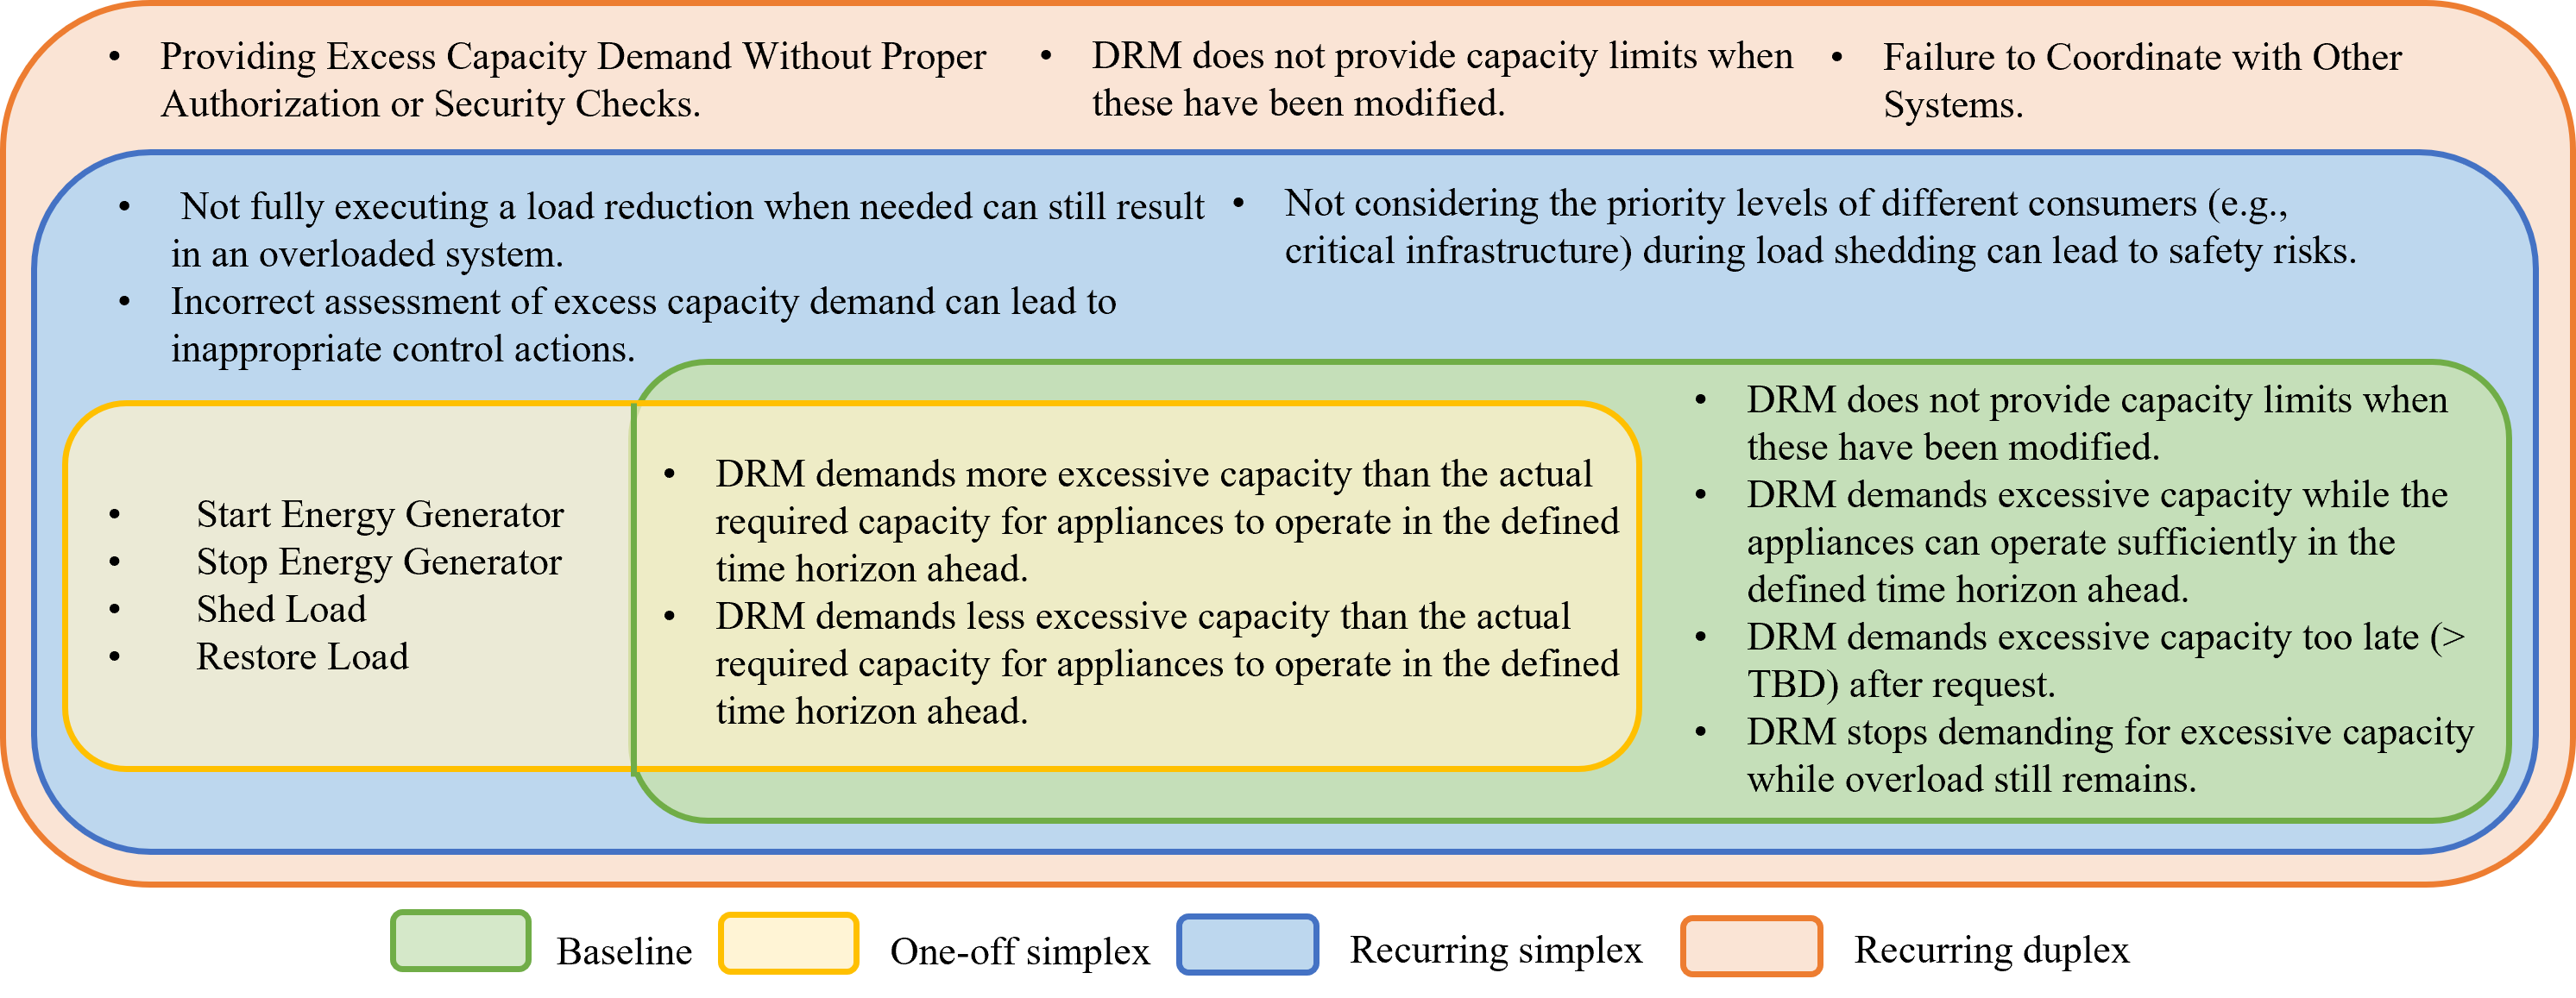 • Providing Excess Capacity Demand Without Proper
Authorization or Security Checks.
• DRM does not provide capacity limits when
these have been modified.
• Failure to Coordinate with Other
Systems.
• Not fully executing a load reduction when needed can still result
in an overloaded system.
• Incorrect assessment of excess capacity demand can lead to
inappropriate control actions.
• Not considering the priority levels of different consumers (e.g.,
critical infrastructure) during load shedding can lead to safety risks.
• Start Energy Generator
• Stop Energy Generator
• Shed Load
• Restore Load
• DRM demands more excessive capacity than the actual
required capacity for appliances to operate in the defined
time horizon ahead.
• DRM demands less excessive capacity than the actual
required capacity for appliances to operate in the defined
time horizon ahead.
• DRM does not provide capacity limits when
these have been modified.
• DRM demands excessive capacity while the
appliances can operate sufficiently in the
defined time horizon ahead.
• DRM demands excessive capacity too late (>
TBD) after request.
• DRM stops demanding for excessive capacity
while overload still remains.
Baseline
One-off simplex
Recurring simplex
Recurring duplex